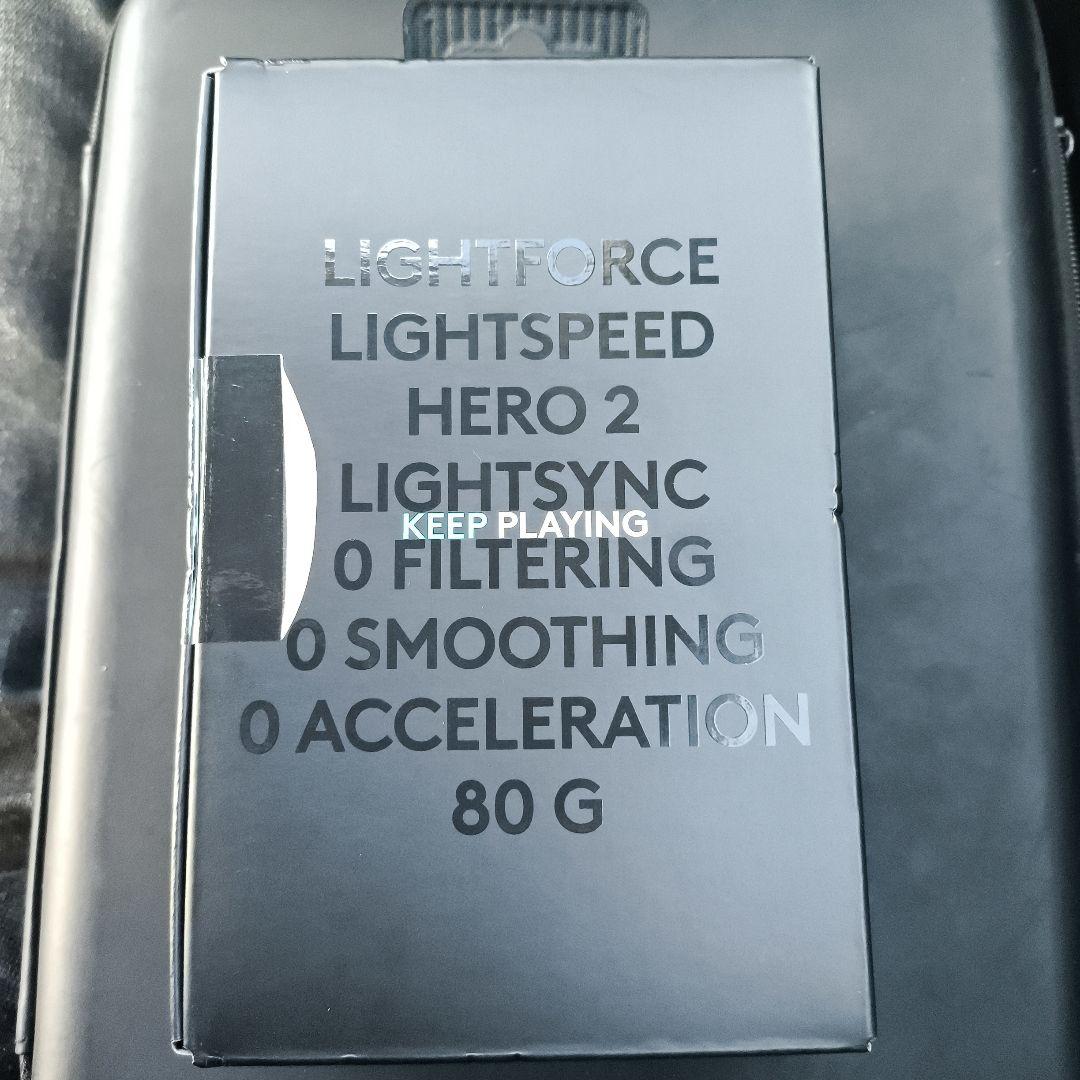 LIGHTFORCE
LIGHTSPEED
HERO 2
LIGHTSYNC
KEEP PLAYING
0 FILTERING
0 SMOOTHING
0 ACCELERATION
80 G